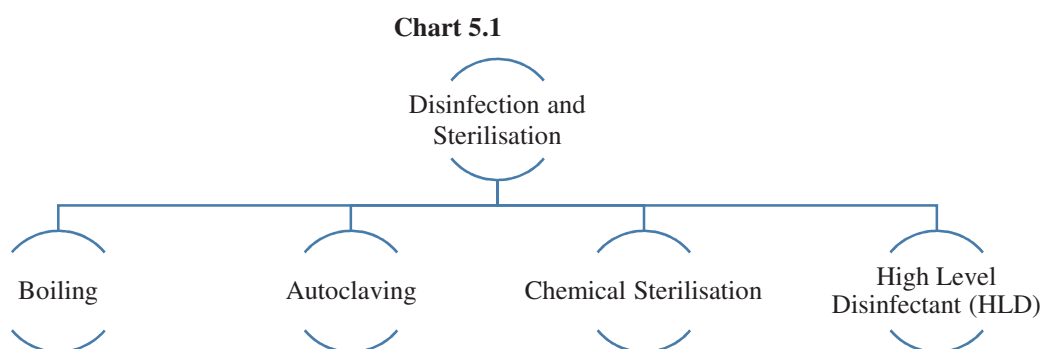 Chart 5.1
Disinfection and
Sterilisation
Boiling
Autoclaving
Chemical Sterilisation
High Level
Disinfectant (HLD)